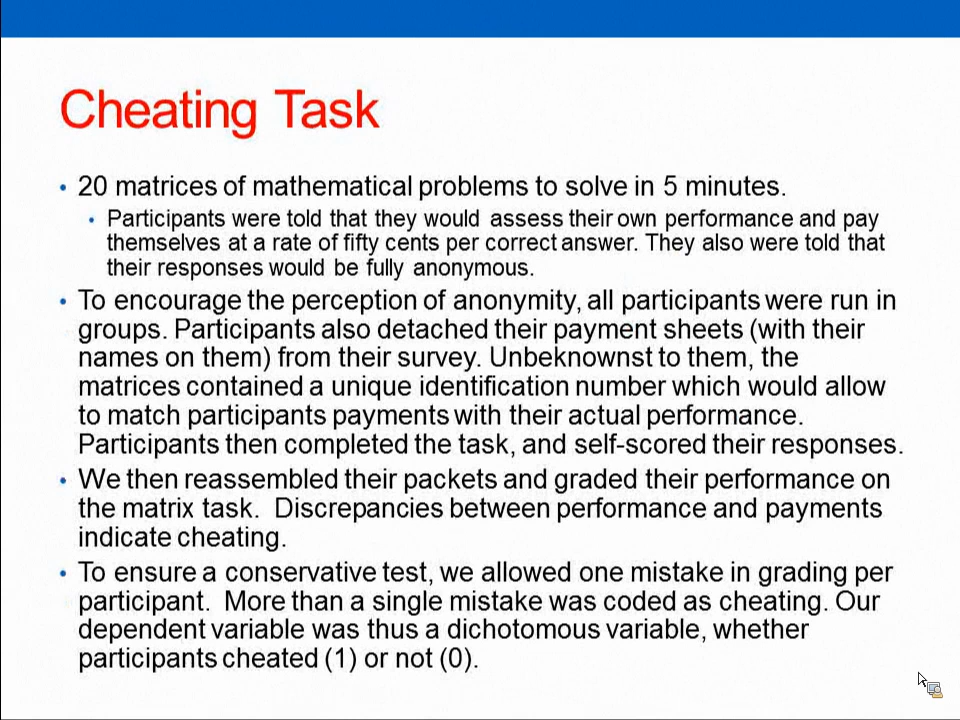 Cheating Task
• 20 matrices of mathematical problems to solve in 5 minutes.
• Participants were told that they would assess their own performance and pay
themselves at a rate of fifty cents per correct answer. They also were told that
their responses would be fully anonymous.
• To encourage the perception of anonymity, all participants were run in
groups. Participants also detached their payment sheets (with their
names on them) from their survey. Unbeknownst to them, the
matrices contained a unique identification number which would allow
to match participants payments with their actual performance.
Participants then completed the task, and self-scored their responses.
• We then reassembled their packets and graded their performance on
the matrix task.  Discrepancies between performance and payments
indicate cheating.
• To ensure a conservative test, we allowed one mistake in grading per
participant.  More than a single mistake was coded as cheating. Our
dependent variable was thus a dichotomous variable, whether
participants cheated (1) or not (0).